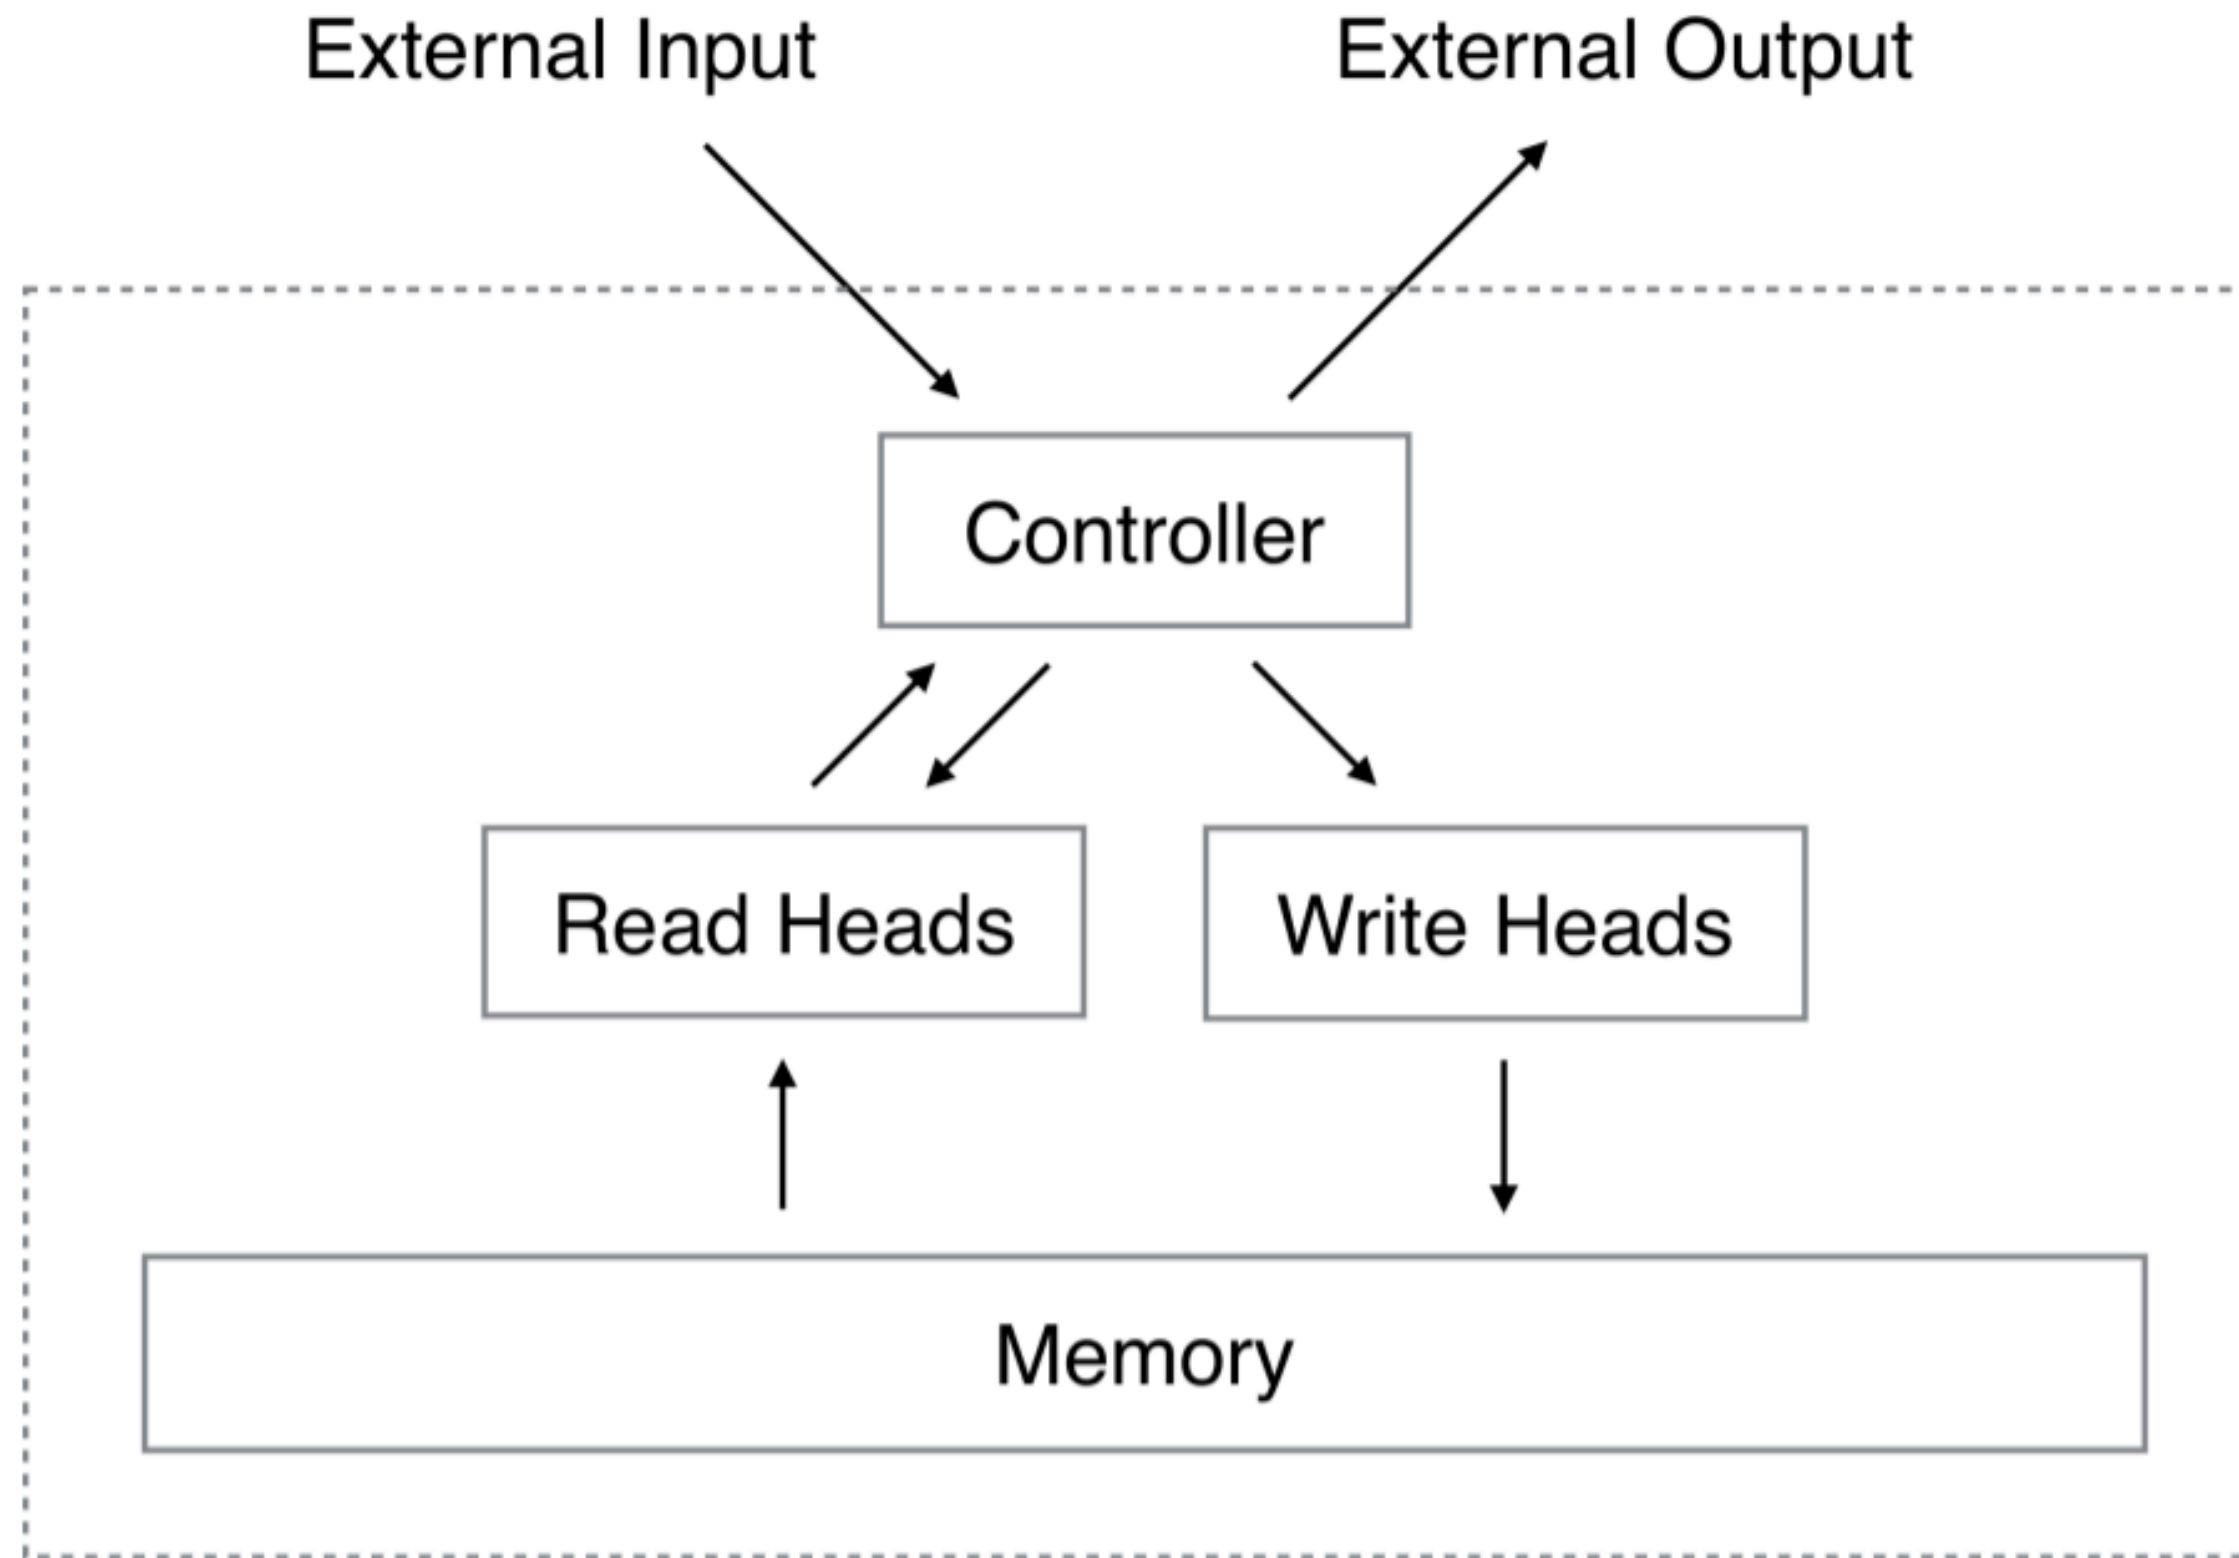 External Input
External Output
Controller
Read Heads
Write Heads
Memory